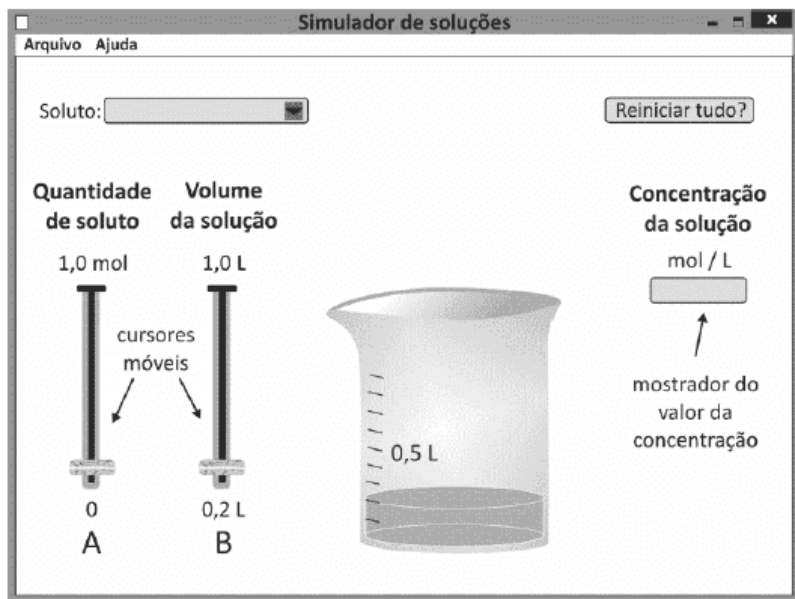 Simulador de soluções
Arquivo Ajuda
Soluto:
Reiniciar tudo?
Quantidade
de soluto
Volume
da solução
Concentração
da solução
1,0 mol
1,0 L
mol / L
cursores
móveis
mostrador do
valor da
concentração
0,5 L
0
0,2 L
A
B